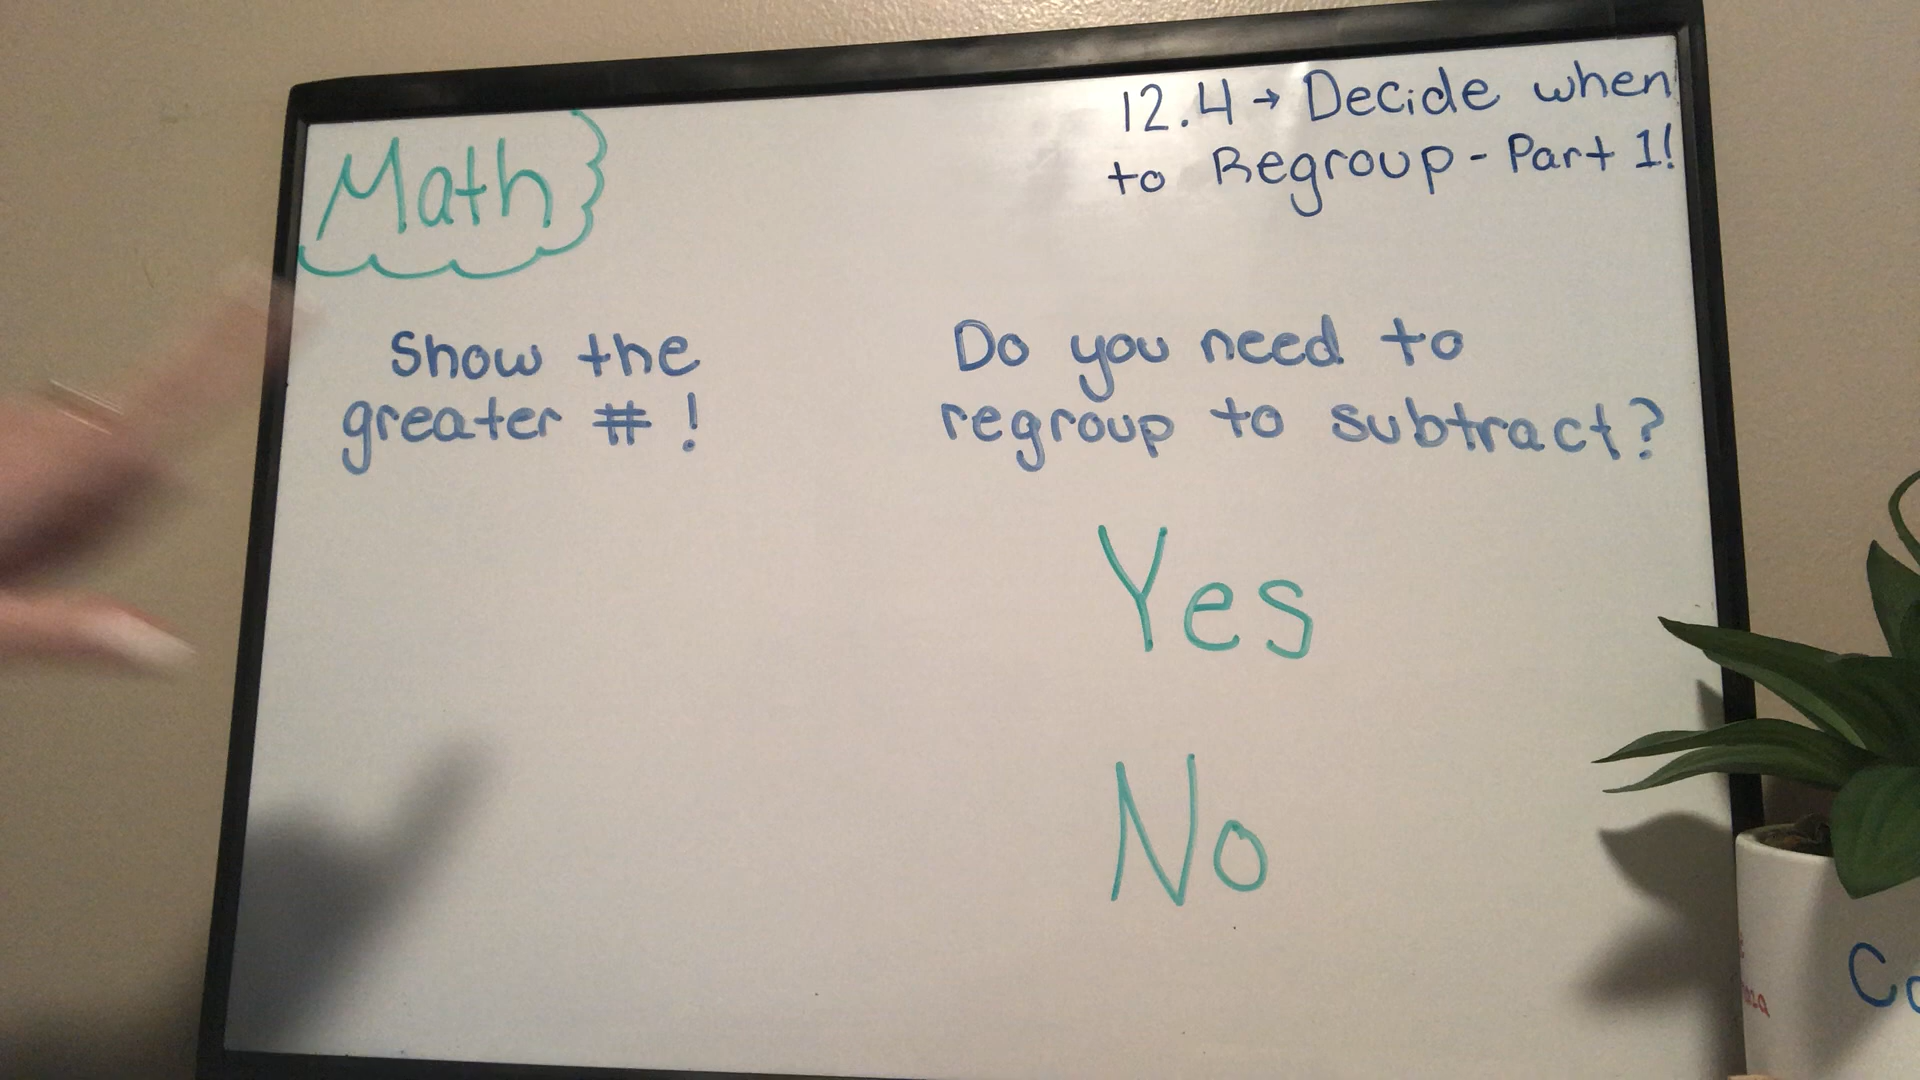 Math
12.4 → Decide when
to Regroup - Part 1!
Show the
greater # !
Do you need to
regroup to subtract?
Yes
No